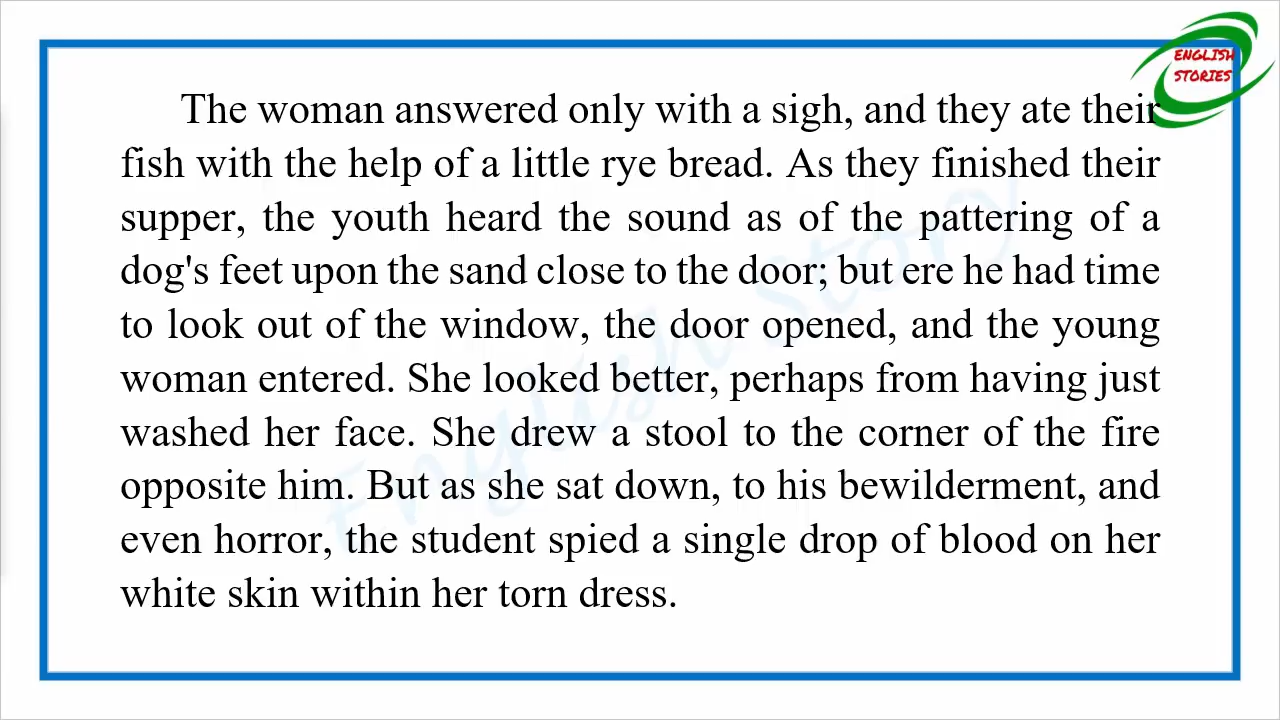 ENGLISH
STORIES
The woman answered only with a sigh, and they ate their
fish with the help of a little rye bread. As they finished their
supper, the youth heard the sound as of the pattering of a
dog's feet upon the sand close to the door; but ere he had time
to look out of the window, the door opened, and the young
woman entered. She looked better, perhaps from having just
washed her face. She drew a stool to the corner of the fire
opposite him. But as she sat down, to his bewilderment, and
even horror, the student spied a single drop of blood on her
white skin within her torn dress.
English Story